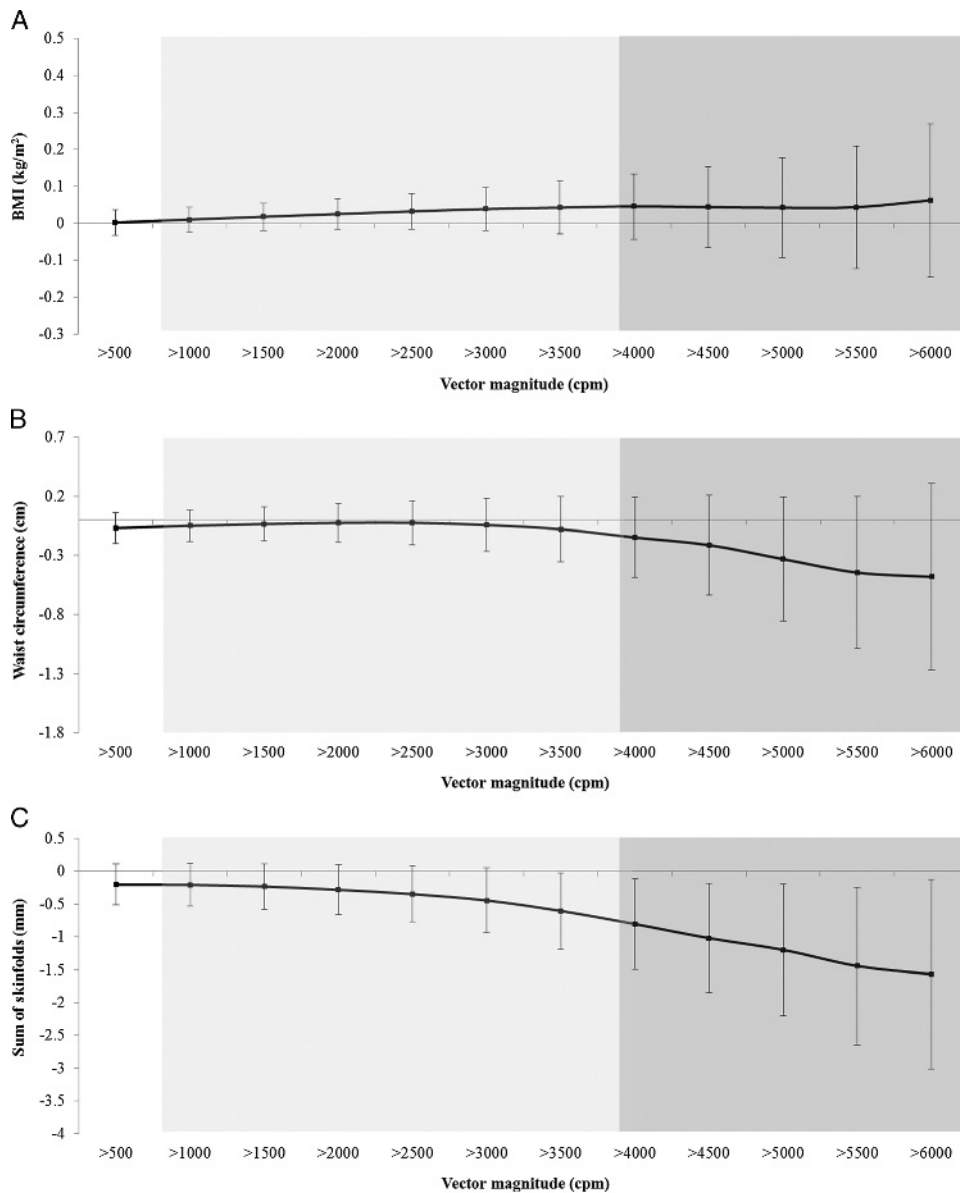 A
0.5
0.4
0.3
0.2
0.1
0
-0.1
-0.2
-0.3
BMI (kg/m²)
>500 >1000 >1500 >2000 >2500 >3000 >3500 >4000 >4500 >5000 >5500 >6000
Vector magnitude (cpm)
B
0.7
0.2
-0.3
-0.8
-1.3
-1.8
Waist circumference (cm)
>500 >1000 >1500 >2000 >2500 >3000 >3500 >4000 >4500 >5000 >5500 >6000
Vector magnitude (cpm)
C
0.5
0
-0.5
-1
-1.5
-2
-2.5
-3
-3.5
-4
Sum of skinfolds (mm)
>500 >1000 >1500 >2000 >2500 >3000 >3500 >4000 >4500 >5000 >5500 >6000
Vector magnitude (cpm)